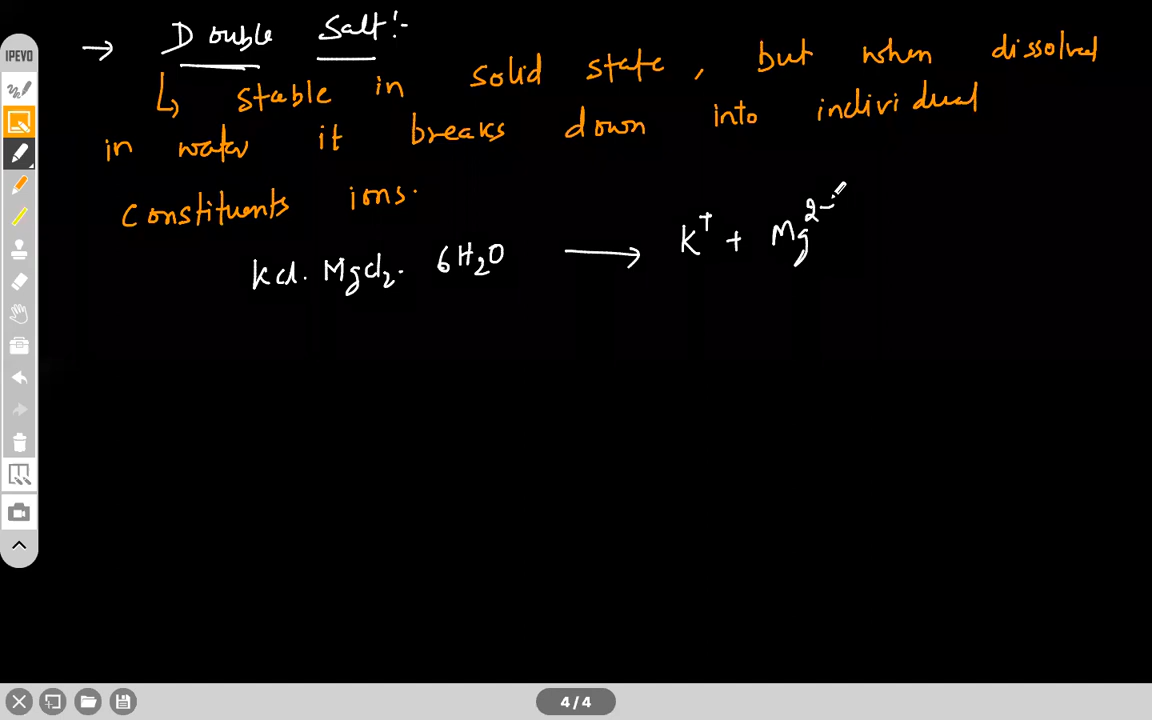 → Double Salt:-
↳ stable in solid state, but when dissolved
in water it breaks down into individual
constituents ions.
kcl. MgCl₂. 6H₂O ⟶ K⁺ + Mg²⁻
IPEVO
4/4